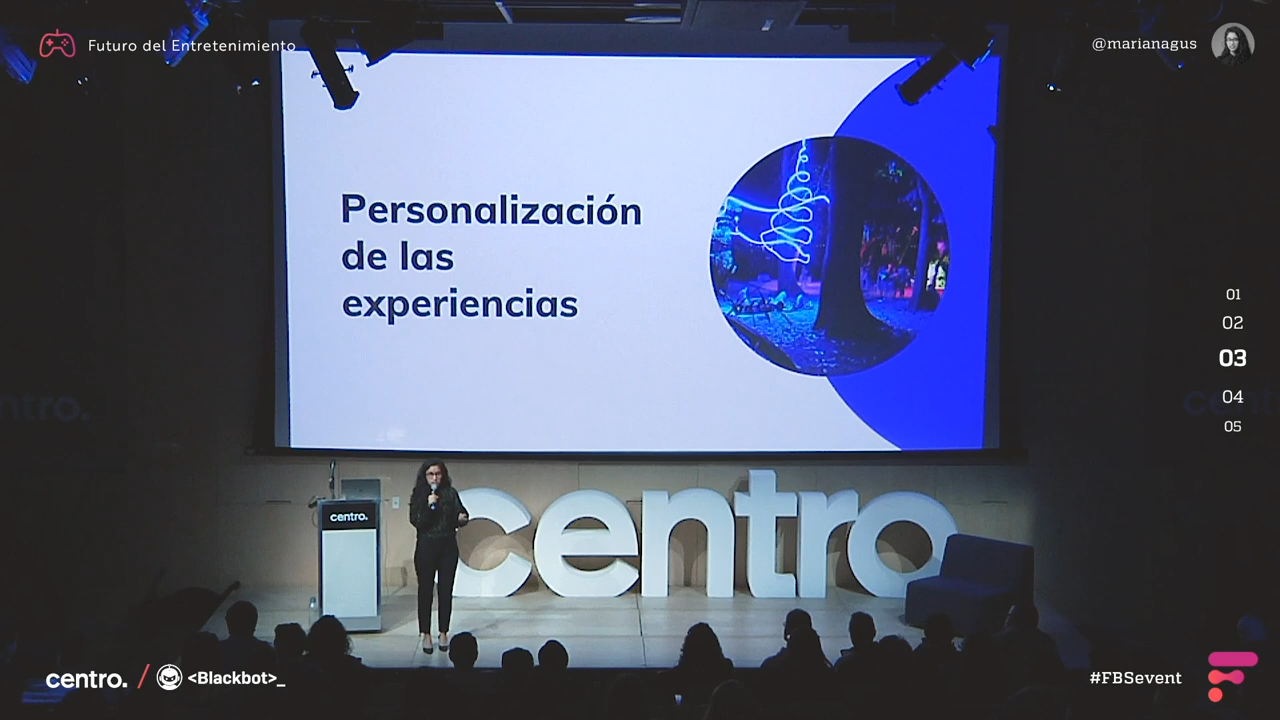 Futuro del Entretenimiento
@marianagus
Personalización
de las
experiencias
01
02
03
04
05
centro.
centro
centro. / <Blackbot>_
#FBSevent